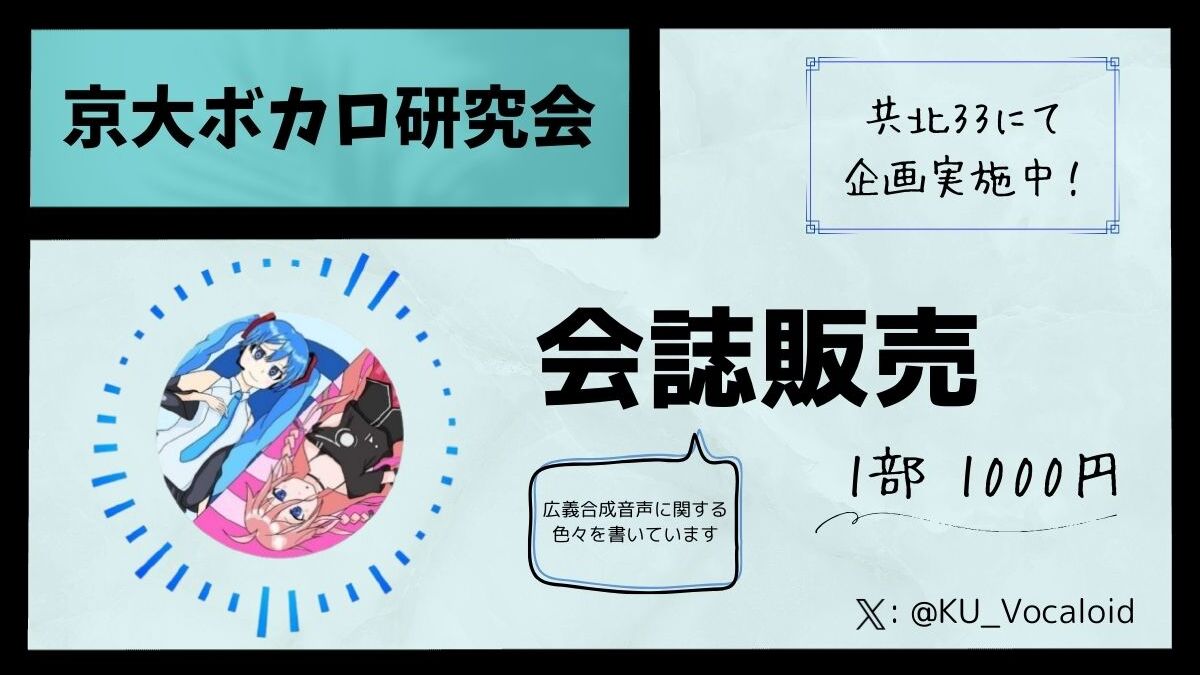 京大ボカロ研究会
共北33にて
企画実施中!
会誌販売
1部 1000円
広義合成音声に関する
色々を書いています
𝕏: @KU_Vocaloid